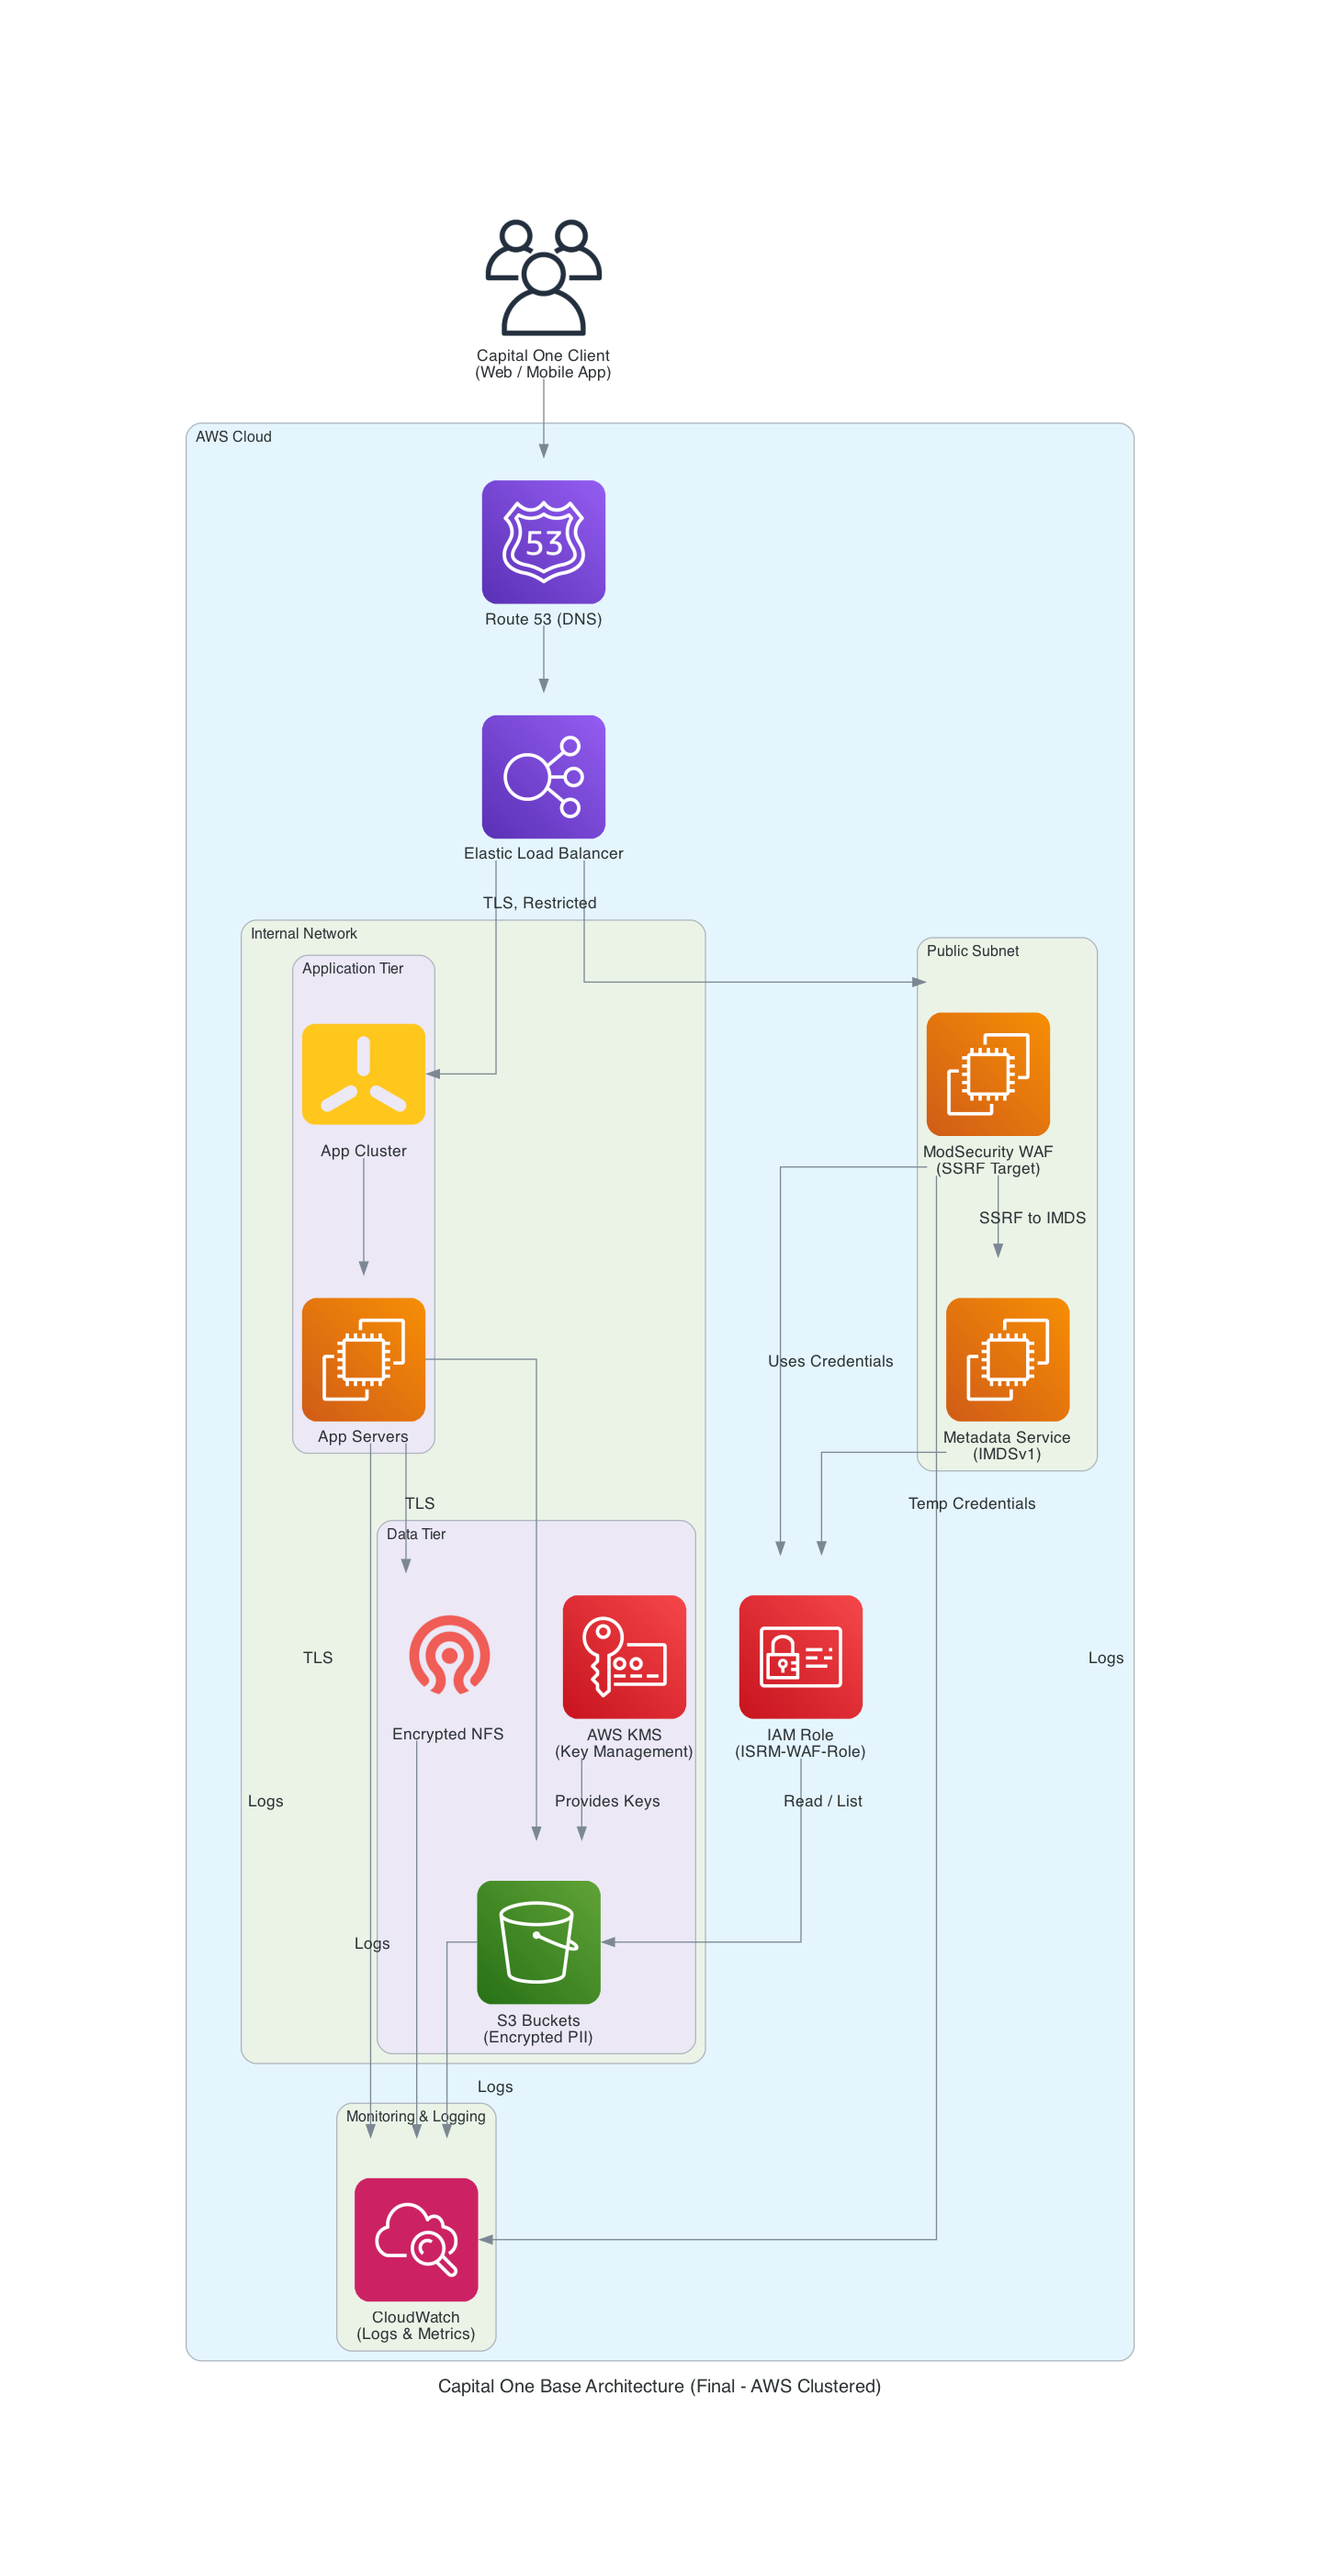 Capital One Client
(Web / Mobile App)
AWS Cloud
53
Route 53 (DNS)
Elastic Load Balancer
TLS, Restricted
Internal Network
Public Subnet
Application Tier
App Cluster
ModSecurity WAF
(SSRF Target)
SSRF to IMDS
Uses Credentials
App Servers
Metadata Service
(IMDSv1)
TLS
Temp Credentials
Data Tier
TLS
Logs
Encrypted NFS
AWS KMS
(Key Management)
IAM Role
(ISRM-WAF-Role)
Logs
Provides Keys
Read / List
Logs
S3 Buckets
(Encrypted PII)
Logs
Monitoring & Logging
CloudWatch
(Logs & Metrics)
Capital One Base Architecture (Final - AWS Clustered)